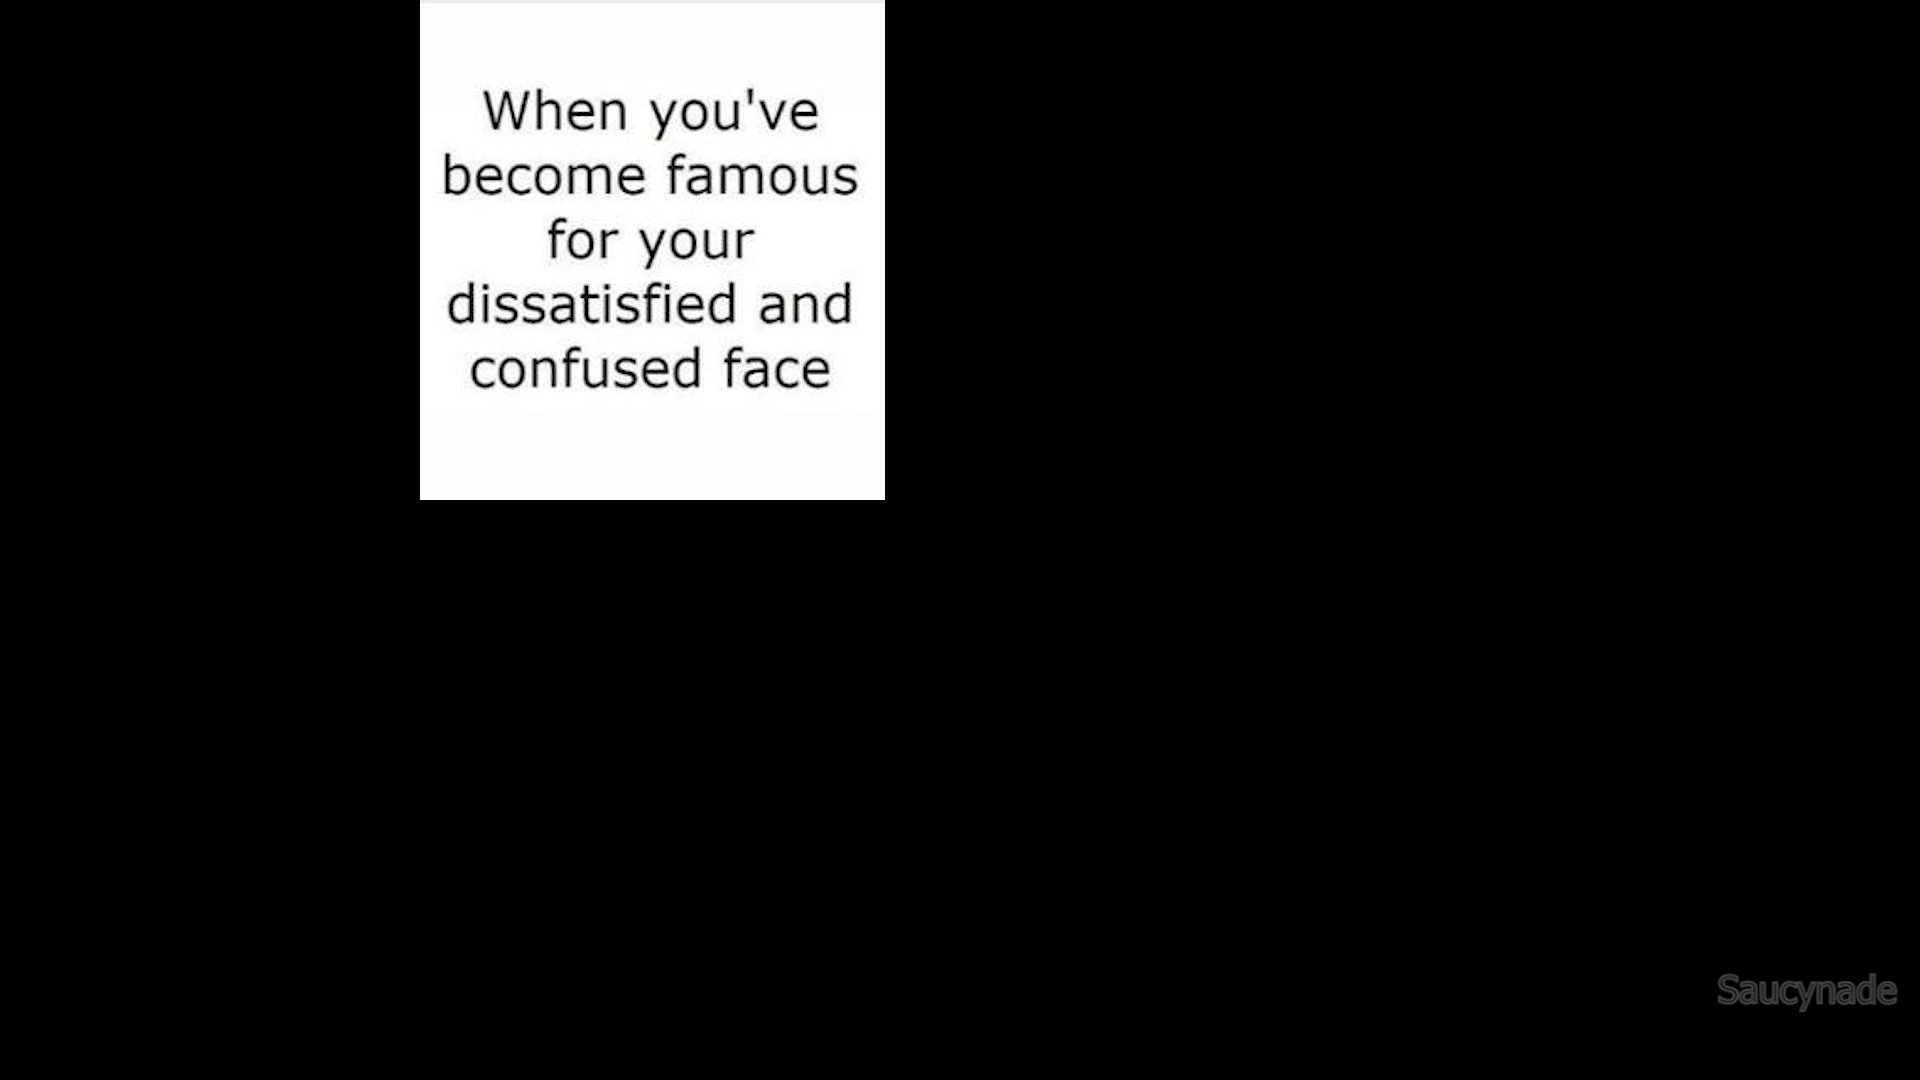 When you've
become famous
for your
dissatisfied and
confused face
Saucynade